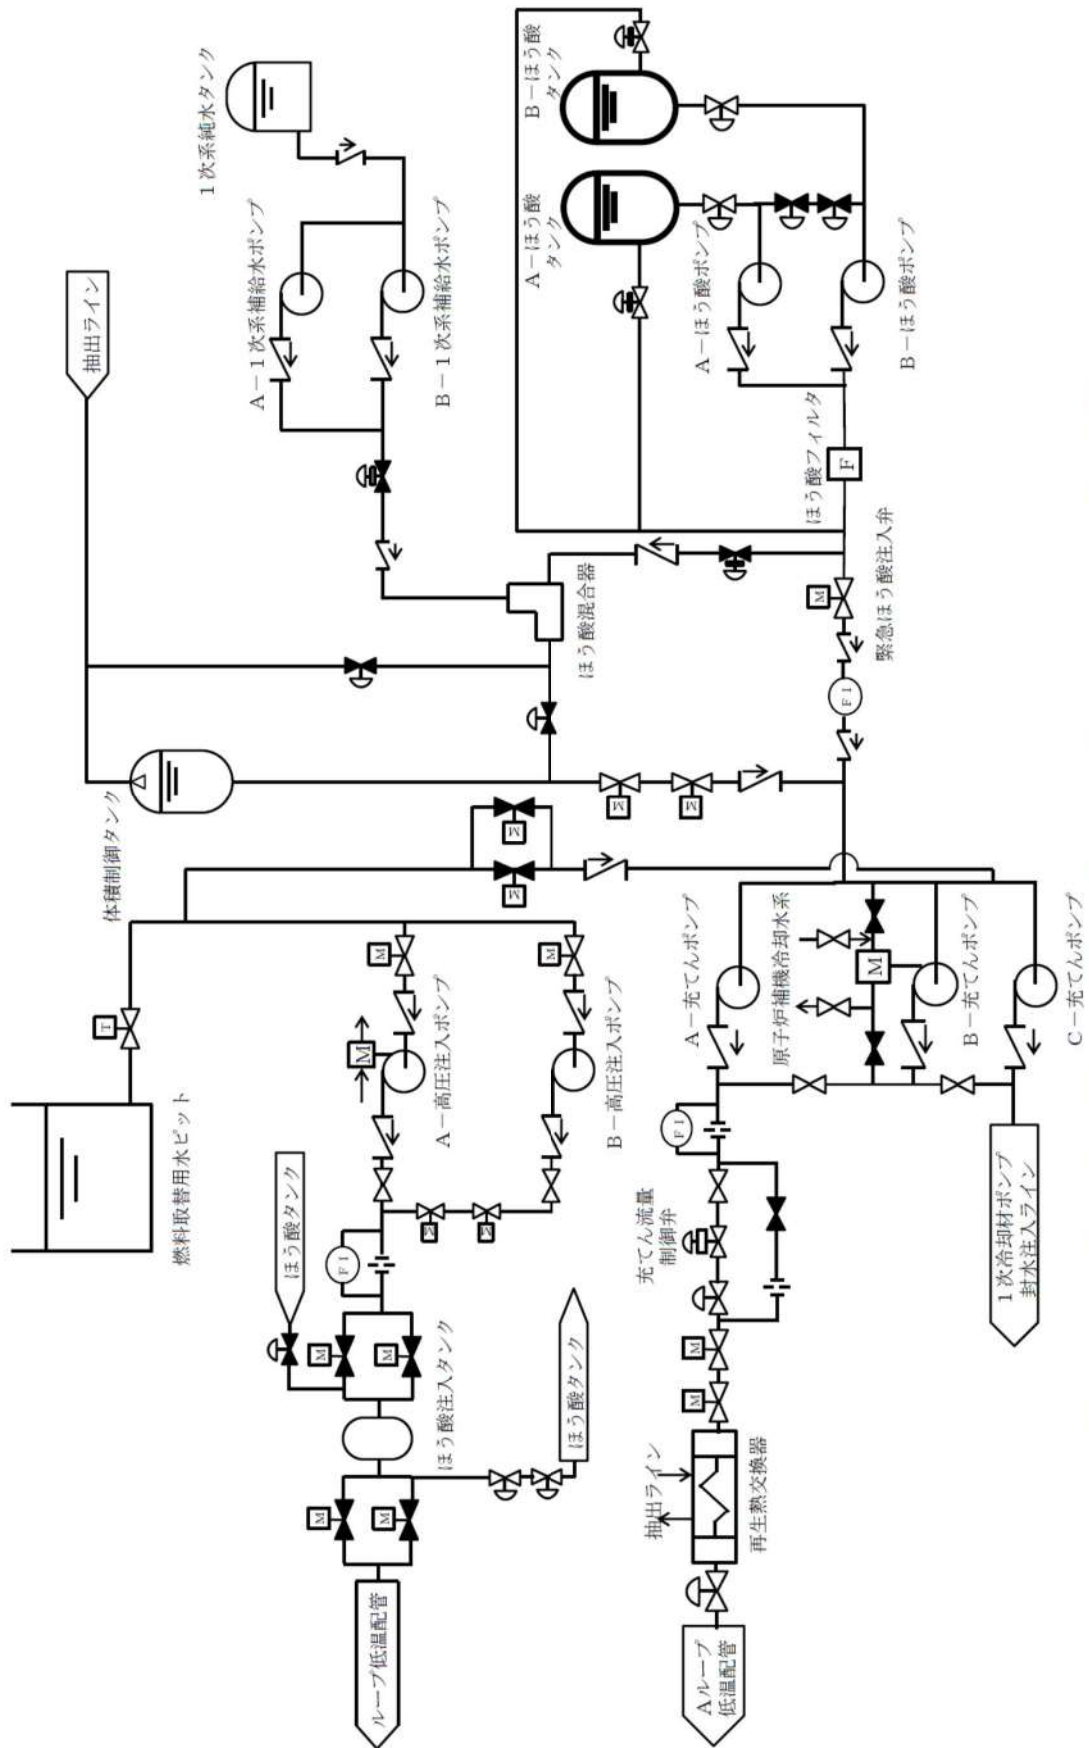 燃料取替用水ピット
T
体積制御タンク
抽出ライン
1次系純水タンク
A－1次系補給水ポンプ
B－1次系補給水ポンプ
ループ低温配管
M
M
ほう酸注入タンク
ほう酸タンク
ほう酸タンク
M
M
F I
M
M
M
A－高圧注入ポンプ
M
B－高圧注入ポンプ
M
M
M
M
M
ほう酸混合器
A－ほう酸
タンク
B－ほう酸
タンク
Aループ
低温配管
抽出ライン
再生熱交換器
M
M
充てん流量
制御弁
F I
A－充てんポンプ
原子炉補機冷却水系
M
B－充てんポンプ
C－充てんポンプ
1次冷却材ポンプ
封水注入ライン
F I
M
緊急ほう酸注入弁
F
ほう酸フィルタ
A－ほう酸ポンプ
B－ほう酸ポンプ